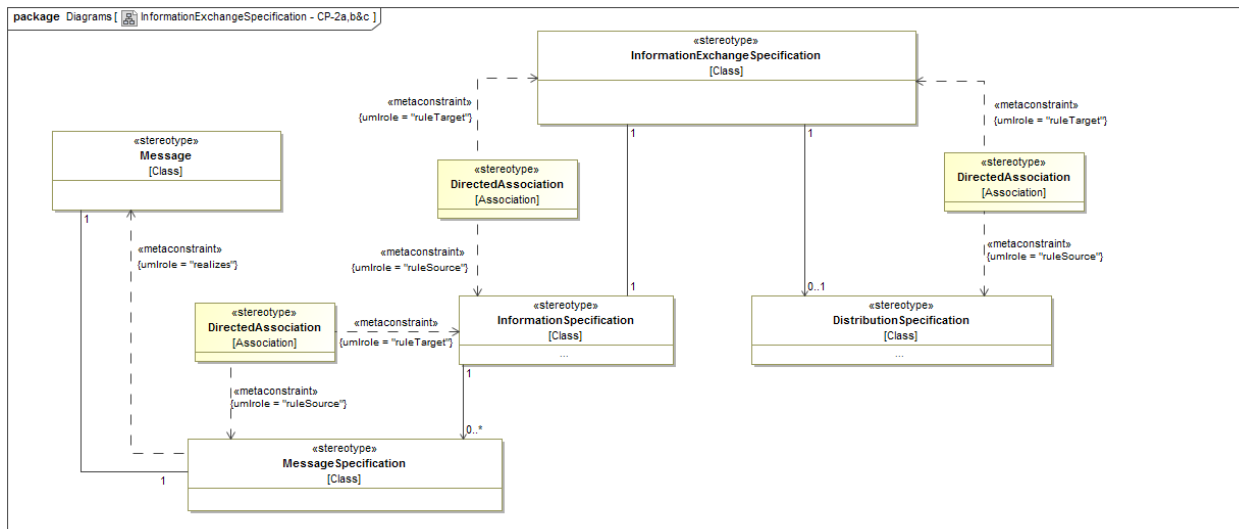 package Diagrams [ InformationExchangeSpecification - CP-2a,b&c ]
«stereotype»
InformationExchangeSpecification
[Class]
«metaconstraint»
{umlrole = "ruleTarget"}
«metaconstraint»
{umlrole = "ruleTarget"}
1
1
«stereotype»
Message
[Class]
1
«stereotype»
DirectedAssociation
[Association]
«stereotype»
DirectedAssociation
[Association]
«metaconstraint»
{umlrole = "realizes"}
«metaconstraint»
{umlrole = "ruleSource"}
«metaconstraint»
{umlrole = "ruleSource"}
1
0..1
«stereotype»
DirectedAssociation
[Association]
«metaconstraint»
{umlrole = "ruleTarget"}
«stereotype»
InformationSpecification
[Class]
...
«stereotype»
DistributionSpecification
[Class]
...
1
«metaconstraint»
{umlrole = "ruleSource"}
0..*
«stereotype»
MessageSpecification
[Class]
1